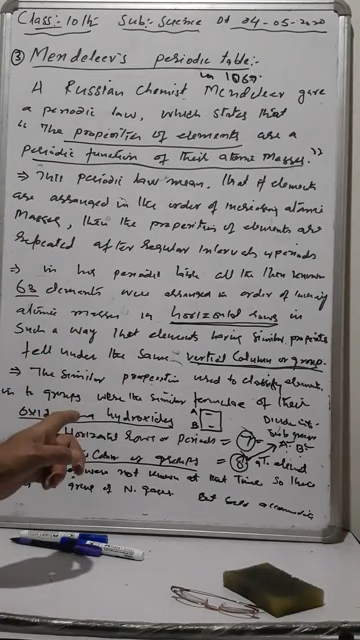 Class: 10th Sub: Science Dt 04-05-2020
③ Mendeleev's periodic table:-
in 1869.
A Russian Chemist Mendeleev gave
a periodic law, which states that
"The properties of elements are a
periodic function of their atomic Masses."
⇒ This periodic law mean. that if elements
are arranged in the order of increasing atomic
Masses, then the properties of elements are
repeated after regular intervals or periods
⇒ in his periodic table all the then known
63 elements were arranged in order of
atomic masses in horizontal rows in
Such a way that elements having similar properties
fell under the same vertical Column or group.
⇒ The similar properties used to classify elements
in to groups were the similar formulae of their
hydroxides A B Divided
Sub groups
Horizontal Rows or Periods = 7 A B
or groups = 8
were not known at that Time So there
group of N. gases. But